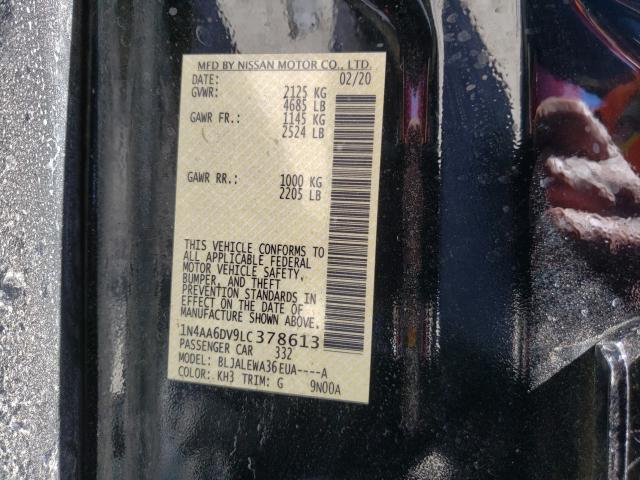 MFD BY NISSAN MOTOR CO., LTD.
DATE: 02/20
GVWR: 2125 KG
4685 LB
GAWR FR.: 1145 KG
2524 LB
GAWR RR.: 1000 KG
2205 LB
THIS VEHICLE CONFORMS TO
ALL APPLICABLE FEDERAL
MOTOR VEHICLE SAFETY,
BUMPER, AND THEFT
PREVENTION STANDARDS IN
EFFECT ON THE DATE OF
MANUFACTURE SHOWN ABOVE.
1N4AA6DV9LC378613
PASSENGER CAR 332
MODEL: BLJALEWA36EUA----A
COLOR: KH3 TRIM: G 9N00A